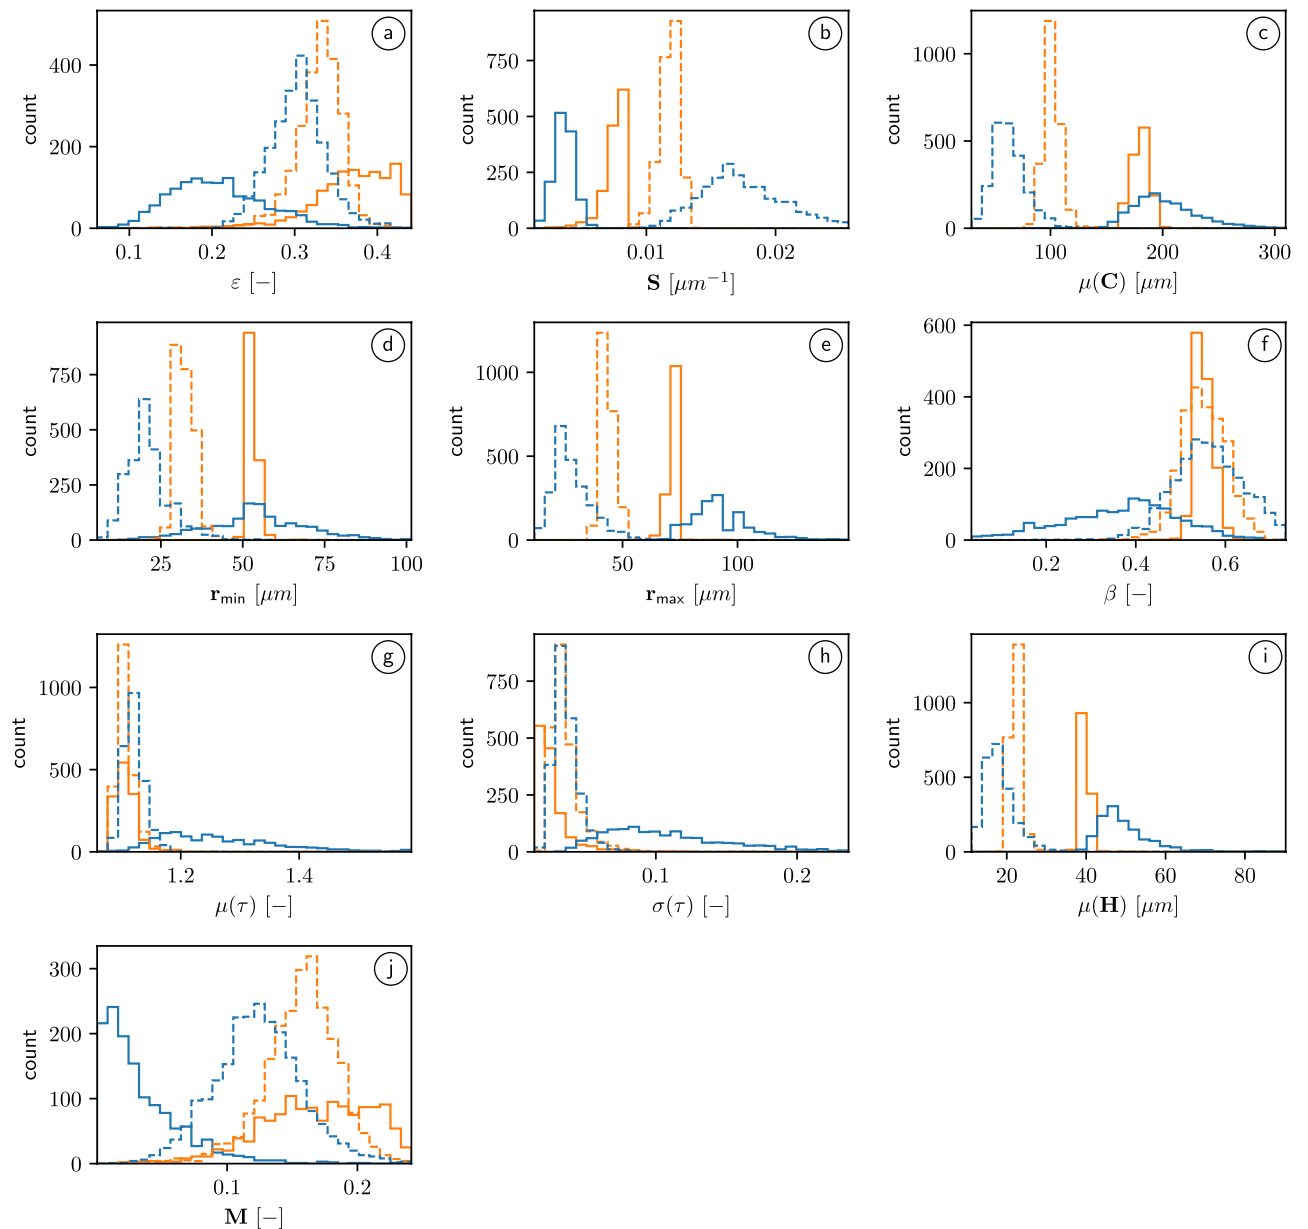 a
400
200
0
count
0.1 0.2 0.3 0.4
ε [−]
b
750
500
250
0
count
0.01 0.02
S [μm⁻¹]
c
1000
500
0
count
100 200 300
μ(C) [μm]
d
750
500
250
0
count
25 50 75 100
r_min [μm]
e
1000
500
0
count
50 100
r_max [μm]
f
600
400
200
0
count
0.2 0.4 0.6
β [−]
g
1000
500
0
count
1.2 1.4
μ(τ) [−]
h
750
500
250
0
count
0.1 0.2
σ(τ) [−]
i
1000
500
0
count
20 40 60 80
μ(H) [μm]
j
300
200
100
0
count
0.1 0.2
M [−]